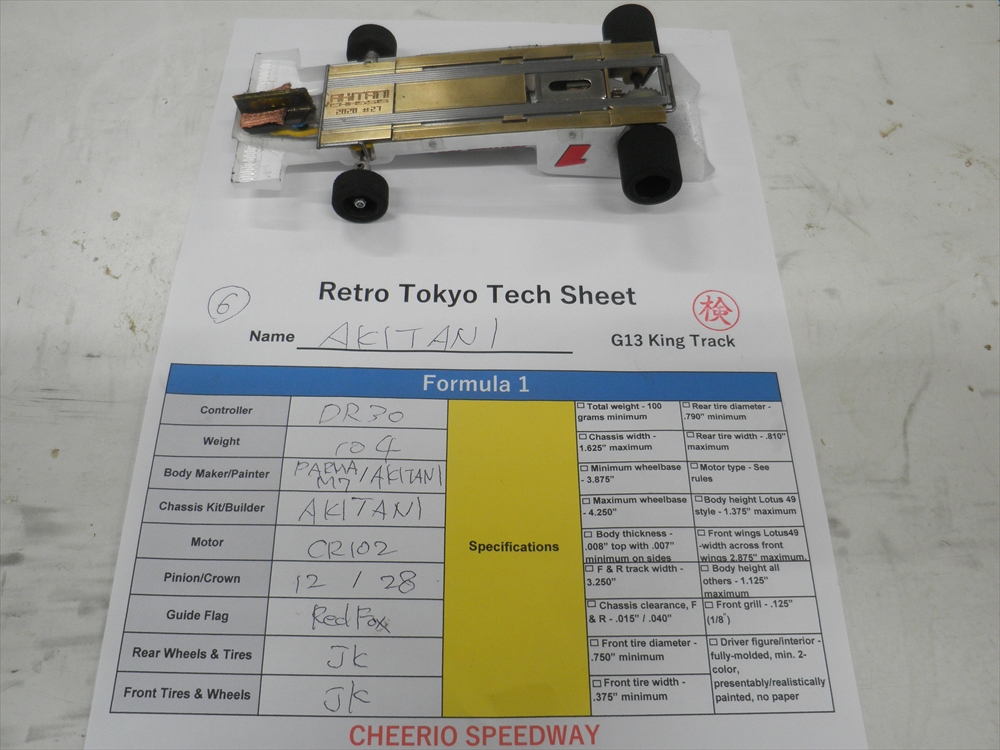 AKITANI
CHASSIS
2020 #27
Retro Tokyo Tech Sheet
6
検
Name AKITANI
G13 King Track
Formula 1
Controller DR30
Weight 104
Body Maker/Painter PARMA M7 / AKITANI
Chassis Kit/Builder AKITANI
Motor CR102
Pinion/Crown 12 / 28
Guide Flag Red Fox
Rear Wheels & Tires JK
Front Tires & Wheels JK
Specifications
Total weight - 100
grams minimum
Chassis width -
1.625" maximum
Minimum wheelbase
- 3.875"
Maximum wheelbase
- 4.250"
Body thickness -
.008" top with .007"
minimum on sides
F & R track width -
3.250"
Chassis clearance, F
& R - .015" / .040"
Front tire diameter -
.750" minimum
Front tire width -
.375" minimum
Rear tire diameter -
.790" minimum
Rear tire width - .810"
maximum
Motor type - See
rules
Body height Lotus 49
style - 1.375" maximum
Front wings Lotus49
-width across front
wings 2.875" maximum.
Body height all
others - 1.125"
maximum
Front grill - .125"
(1/8")
Driver figure/interior -
fully-molded, min. 2-
color,
presentably/realistically
painted, no paper
CHEERIO SPEEDWAY